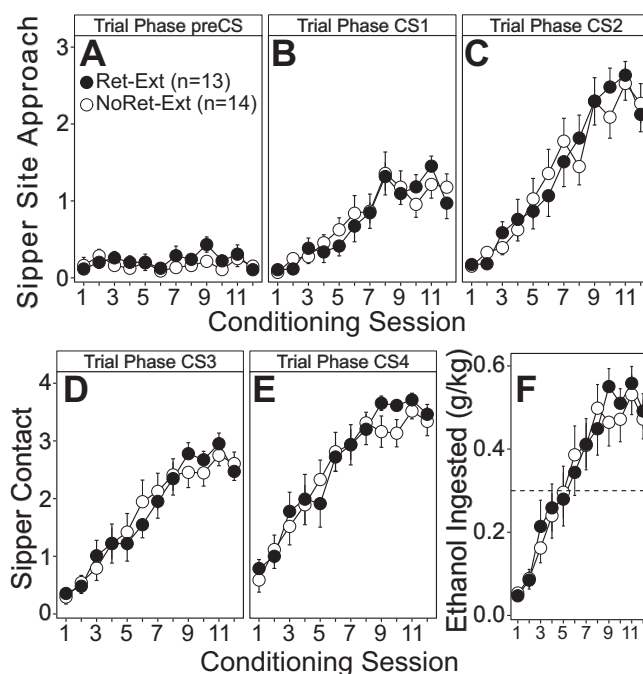 Trial Phase preCS
Trial Phase CS1
Trial Phase CS2
A
B
C
Ret-Ext (n=13)
NoRet-Ext (n=14)
Sipper Site Approach
3
2
1
0
1 3 5 7 9 11
1 3 5 7 9 11
1 3 5 7 9 11
Conditioning Session
Trial Phase CS3
Trial Phase CS4
D
E
F
Sipper Contact
4
3
2
1
0
1 3 5 7 9 11
1 3 5 7 9 11
Conditioning Session
Ethanol Ingested (g/kg)
0.6
0.4
0.2
0.0
1 3 5 7 9 11